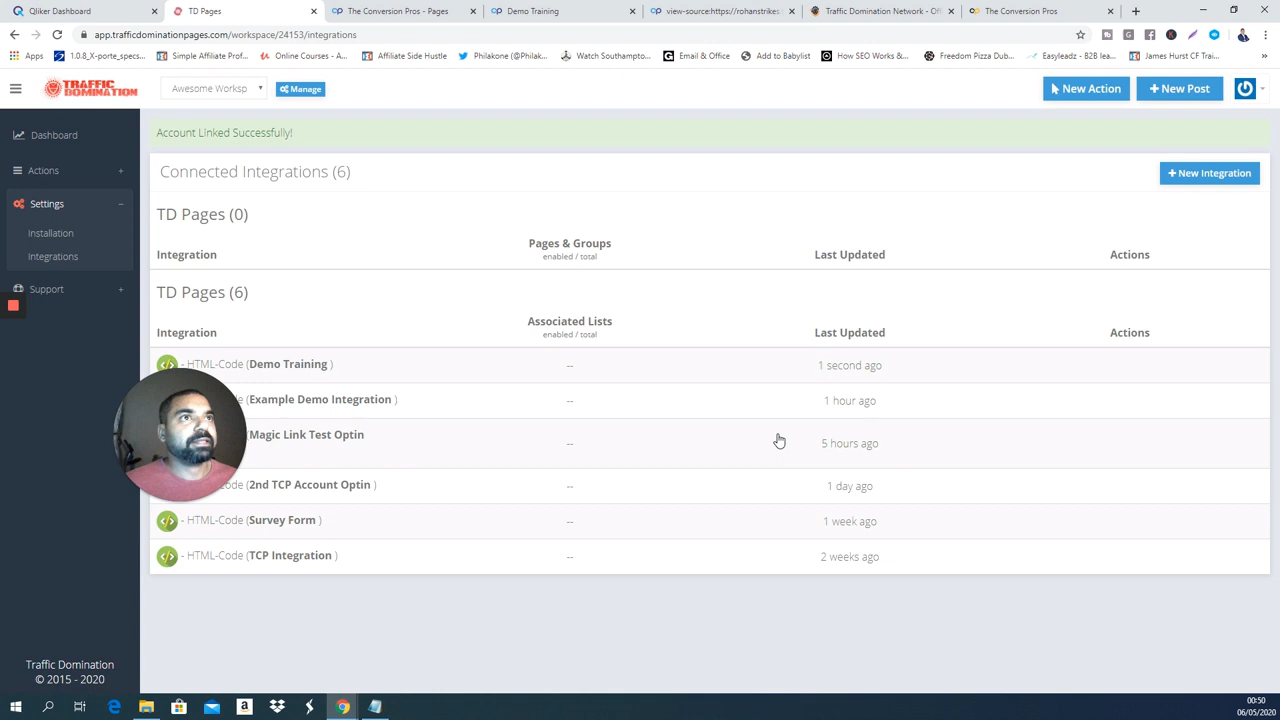 Qliker Dashboard
TD Pages
The Conversion Pros - Pages
Demo Training
view-source:https://rohanstrikes
Traffic Domination Network - Off
The Conversion Pros
app.trafficdominationpages.com/workspace/24153/integrations
Apps
1.0.8_X-porte_specs...
Simple Affiliate Prof...
Online Courses - A...
Affiliate Side Hustle
Philakone (@Philak...
Watch Southampto...
Email & Office
Add to Babylist
How SEO Works &...
Freedom Pizza Dub...
Easyleadz - B2B lea...
James Hurst CF Trai...
»
TRAFFIC
DOMINATION
Awesome Worksp
Manage
New Action
New Post
Dashboard
Actions
Settings
Installation
Integrations
Support
Account Linked Successfully!
Connected Integrations (6)
New Integration
TD Pages (0)
Integration
Pages & Groups
enabled / total
Last Updated
Actions
TD Pages (6)
Integration
Associated Lists
enabled / total
Last Updated
Actions
- HTML-Code (Demo Training )
--
1 second ago
(Example Demo Integration )
--
1 hour ago
(Magic Link Test Optin
--
5 hours ago
(2nd TCP Account Optin )
--
1 day ago
- HTML-Code (Survey Form )
--
1 week ago
- HTML-Code (TCP Integration )
--
2 weeks ago
Traffic Domination
© 2015 - 2020
00:50
06/05/2020